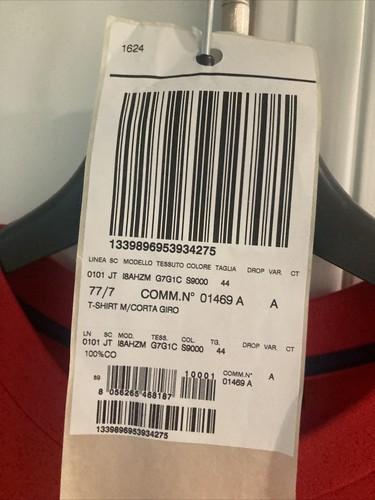 1624
1339896953934275
LINEA SC MODELLO TESSUTO COLORE TAGLIA DROP VAR. CT
0101 JT I8AHZM G7G1C S9000 44
77/7 COMM.N° 01469 A A
T-SHIRT M/CORTA GIRO
LN SC MOD. TESS. COL. TG. DROP VAR. CT
0101 JT I8AHZM G7G1C S9000 44
100%CO
COMM.N° A
10001 01469 A
59
8 056265 468187
1339896953934275